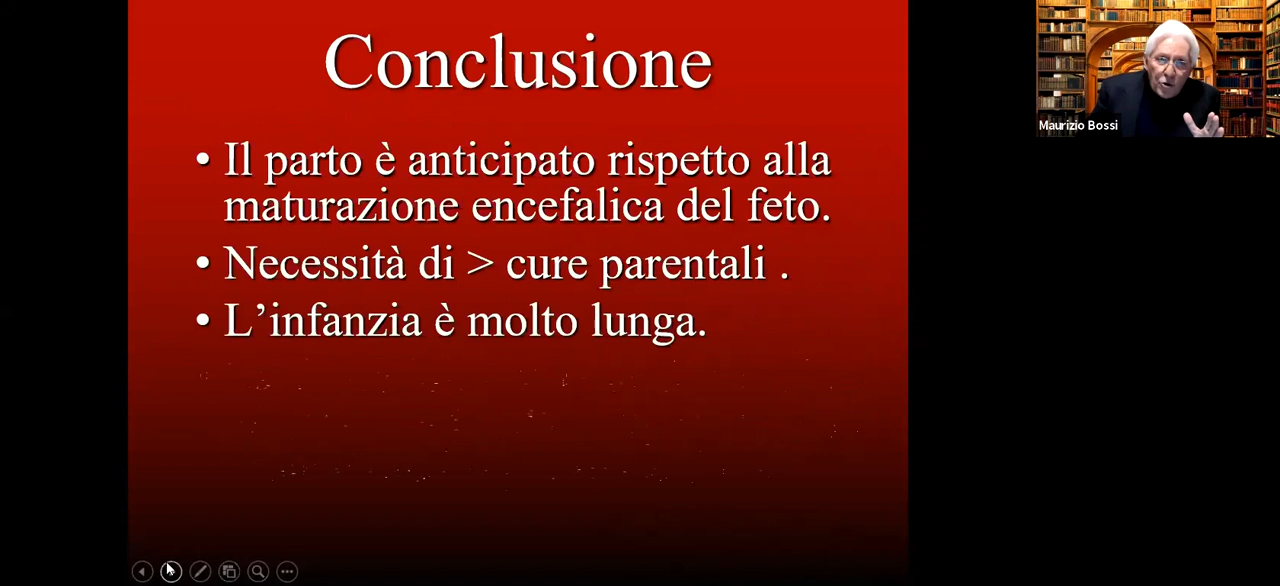 Conclusione
• Il parto è anticipato rispetto alla
maturazione encefalica del feto.
• Necessità di > cure parentali .
• L’infanzia è molto lunga.
Maurizio Bossi